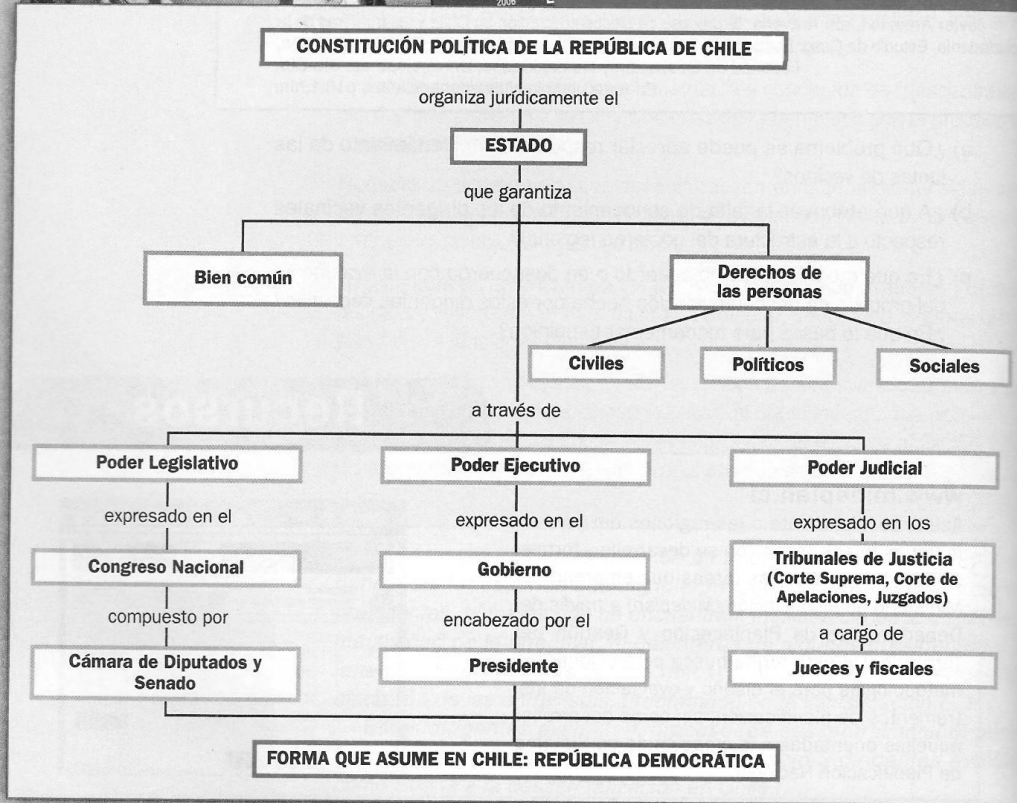 2006
CONSTITUCIÓN POLÍTICA DE LA REPÚBLICA DE CHILE
organiza jurídicamente el
ESTADO
que garantiza
Bien común
Derechos de
las personas
Civiles
Políticos
Sociales
a través de
Poder Legislativo
Poder Ejecutivo
Poder Judicial
expresado en el
expresado en el
expresado en los
Congreso Nacional
Gobierno
Tribunales de Justicia
(Corte Suprema, Corte de
Apelaciones, Juzgados)
compuesto por
encabezado por el
a cargo de
Cámara de Diputados y
Senado
Presidente
Jueces y fiscales
FORMA QUE ASUME EN CHILE: REPÚBLICA DEMOCRÁTICA